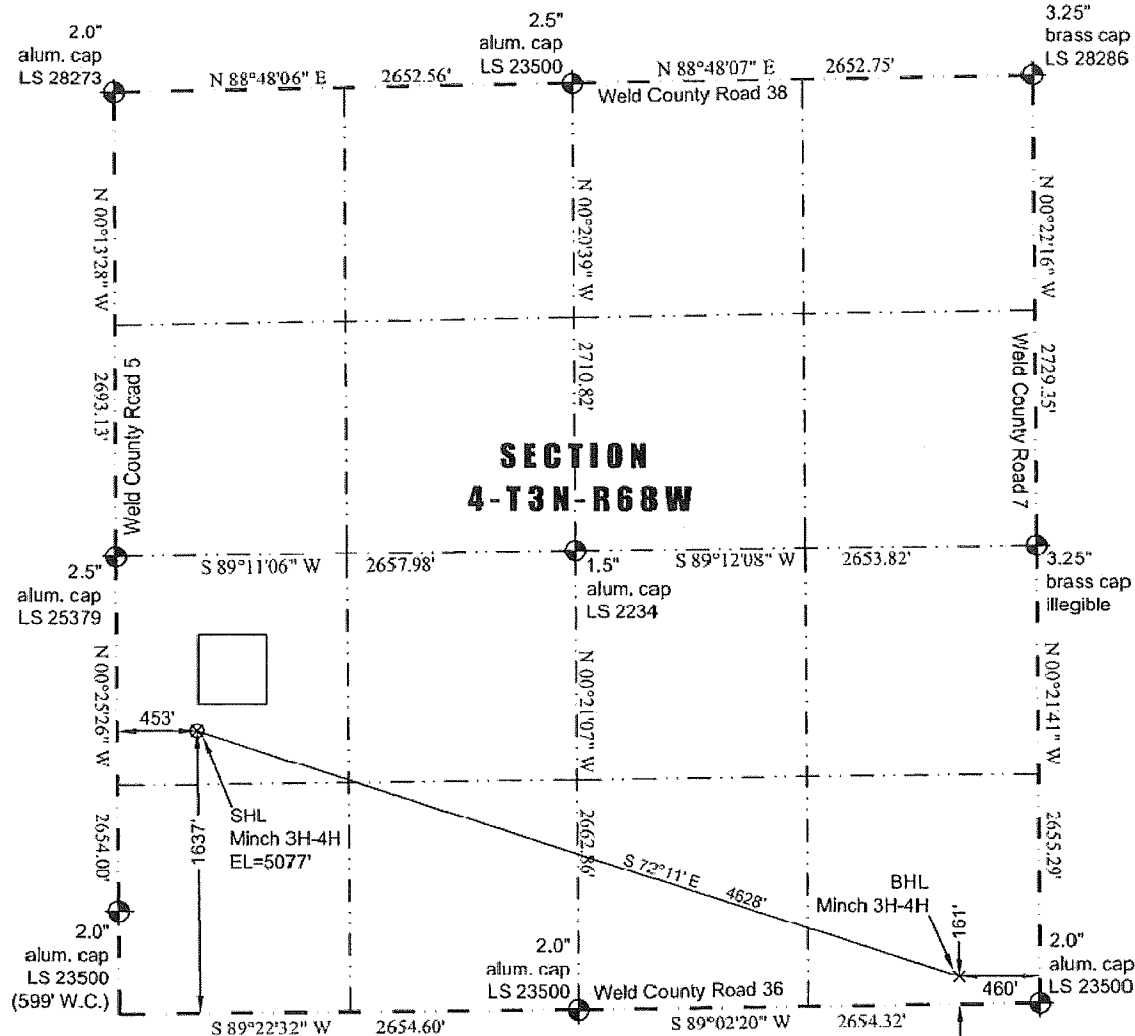 2.0"
alum. cap
LS 28273
2.5"
alum. cap
LS 23500
3.25"
brass cap
LS 28286
N 88°48'06" E
2652.56'
N 88°48'07" E
2652.75'
Weld County Road 38
N 00°13'28" W
2693.13'
Weld County Road 5
N 00°20'39" W
2710.82'
N 00°22'16" W
2729.35'
Weld County Road 7
SECTION
4-T3N-R68W
2.5"
alum. cap
LS 25379
S 89°11'06" W
2657.98'
1.5"
alum. cap
LS 2234
S 89°12'08" W
2653.82'
3.25"
brass cap
illegible
N 00°25'26" W
2654.00'
N 00°21'07" W
2662.86'
N 00°21'41" W
2655.29'
453'
1637'
SHL
Minch 3H-4H
EL=5077'
S 72°11' E
4628'
BHL
Minch 3H-4H
161'
460'
2.0"
alum. cap
LS 23500
(599' W.C.)
2.0"
alum. cap
LS 23500
Weld County Road 36
2.0"
alum. cap
LS 23500
S 89°22'32" W
2654.60'
S 89°02'20" W
2654.32'